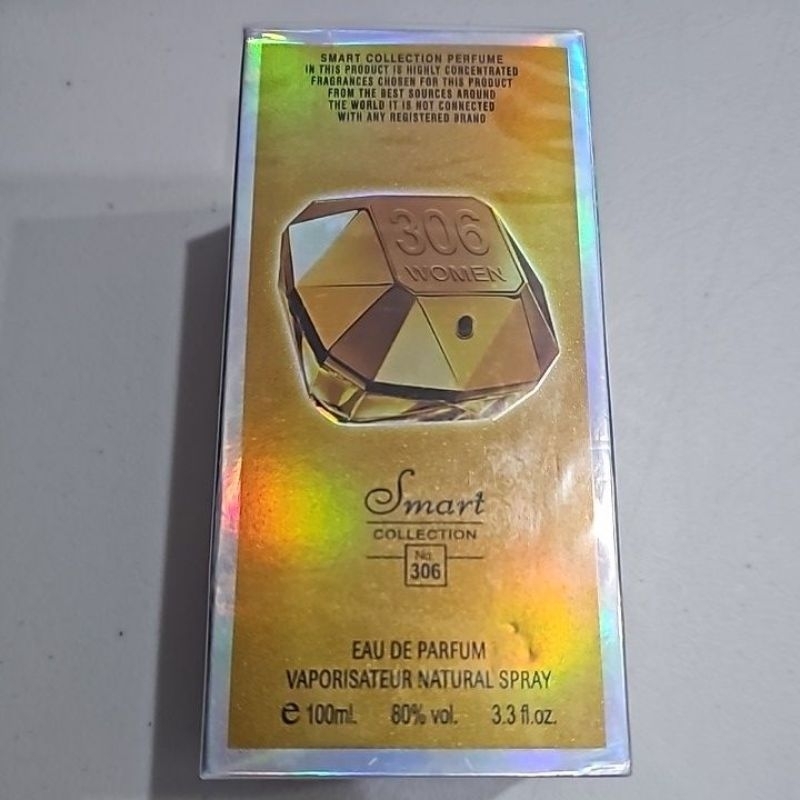 SMART COLLECTION PERFUME
IN THIS PRODUCT IS HIGHLY CONCENTRATED
FRAGRANCES CHOSEN FOR THIS PRODUCT
FROM THE BEST SOURCES AROUND
THE WORLD IT IS NOT CONNECTED
WITH ANY REGISTERED BRAND
306
WOMEN
Smart
COLLECTION
No.
306
EAU DE PARFUM
VAPORISATEUR NATURAL SPRAY
e 100ml. 80% vol. 3.3 fl.oz.